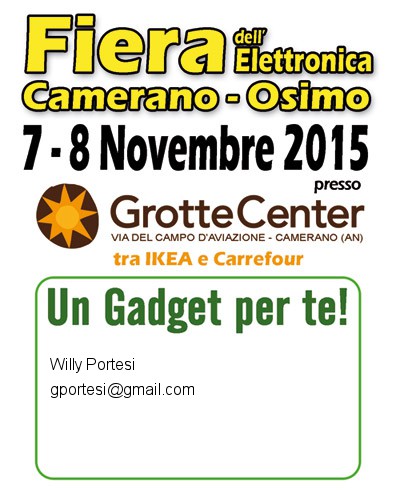 Fiera dell' Elettronica
Camerano - Osimo
7 - 8 Novembre 2015
presso
GrotteCenter
VIA DEL CAMPO D'AVIAZIONE - CAMERANO (AN)
tra IKEA e Carrefour
Un Gadget per te!
Willy Portesi
gportesi@gmail.com